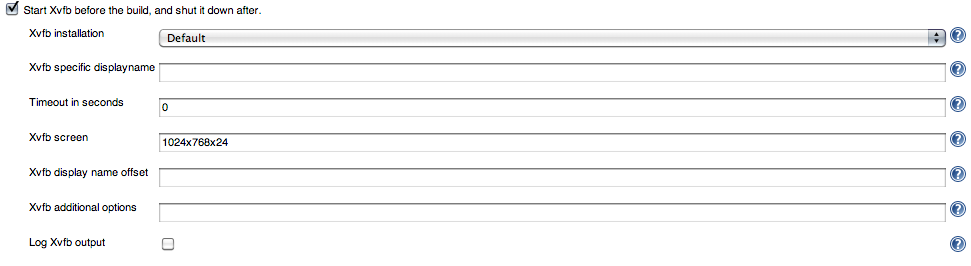 Start Xvfb before the build, and shut it down after.
Xvfb installation
Default
Xvfb specific displayname
Timeout in seconds
0
Xvfb screen
1024x768x24
Xvfb display name offset
Xvfb additional options
Log Xvfb output